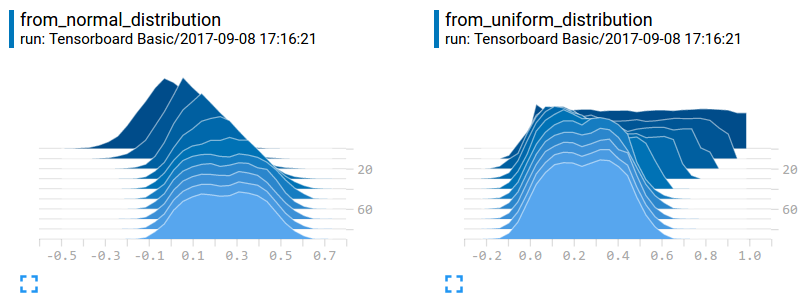 from_normal_distribution
run: Tensorboard Basic/2017-09-08 17:16:21
20
60
-0.5 -0.3 -0.1 0.1 0.3 0.5 0.7
from_uniform_distribution
run: Tensorboard Basic/2017-09-08 17:16:21
20
60
-0.2 0.0 0.2 0.4 0.6 0.8 1.0